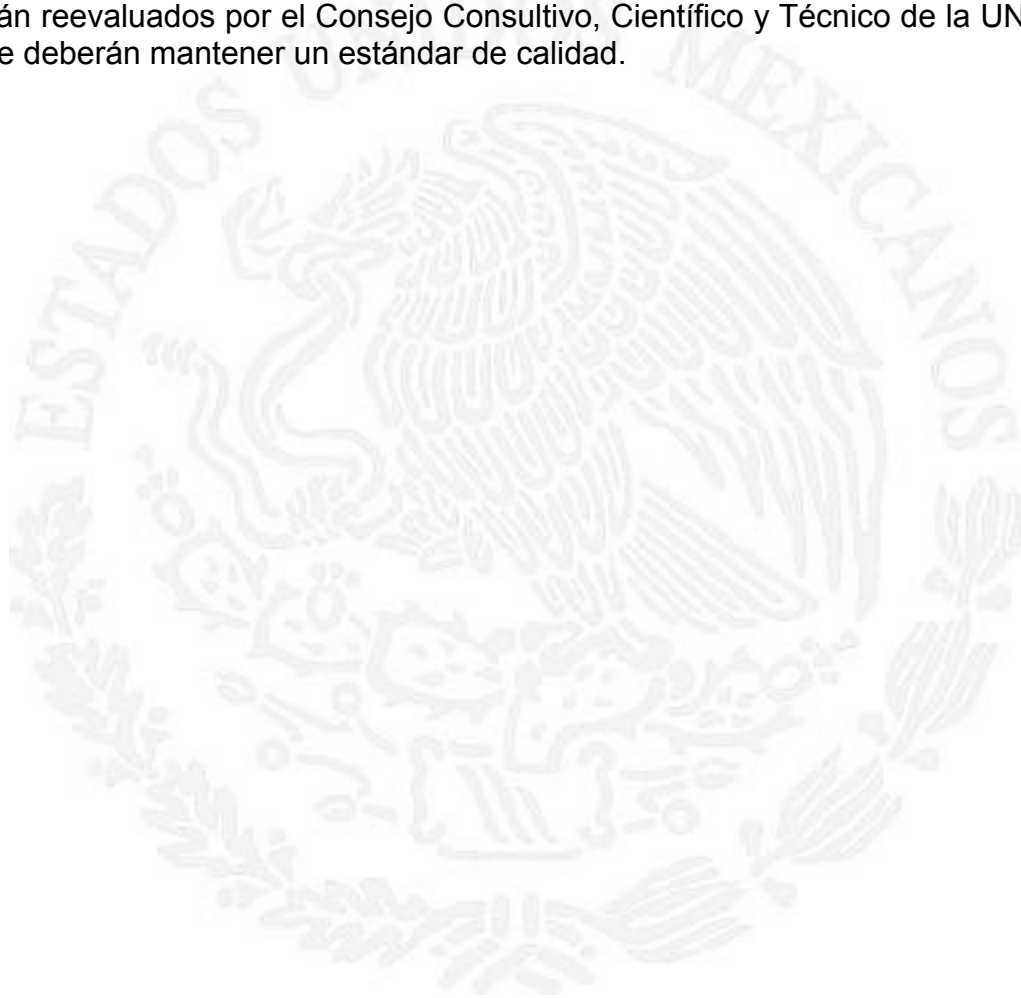 án reevaluados por el Consejo Consultivo, Científico y Técnico de la UN
e deberán mantener un estándar de calidad.
ESTADOS UNIDOS MEXICANOS